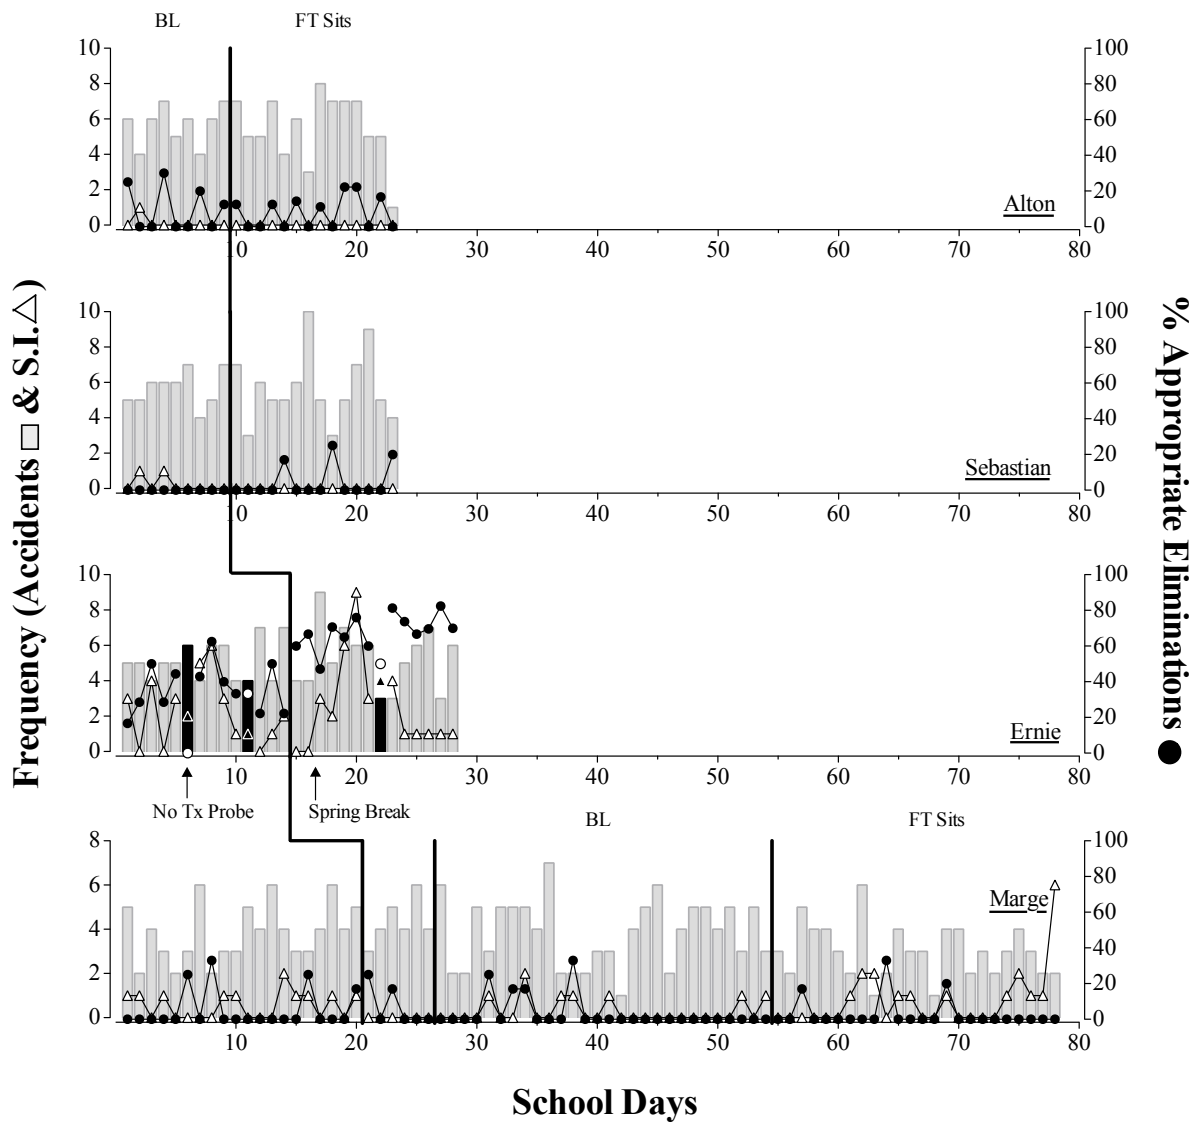 BL FT Sits
10 100
8 80
6 60
4 40
2 20
0 0
Alton
10 20 30 40 50 60 70 80
10 100
8 80
6 60
4 40
2 20
0 0
Sebastian
10 20 30 40 50 60 70 80
10 100
8 80
6 60
4 40
2 20
0 0
Ernie
10 20 30 40 50 60 70 80
No Tx Probe Spring Break
BL FT Sits
8 100
80
6 60
4 40
2 20
0 0
Marge
10 20 30 40 50 60 70 80
School Days
Frequency (Accidents □ & S.I.△)
% Appropriate Eliminations ●